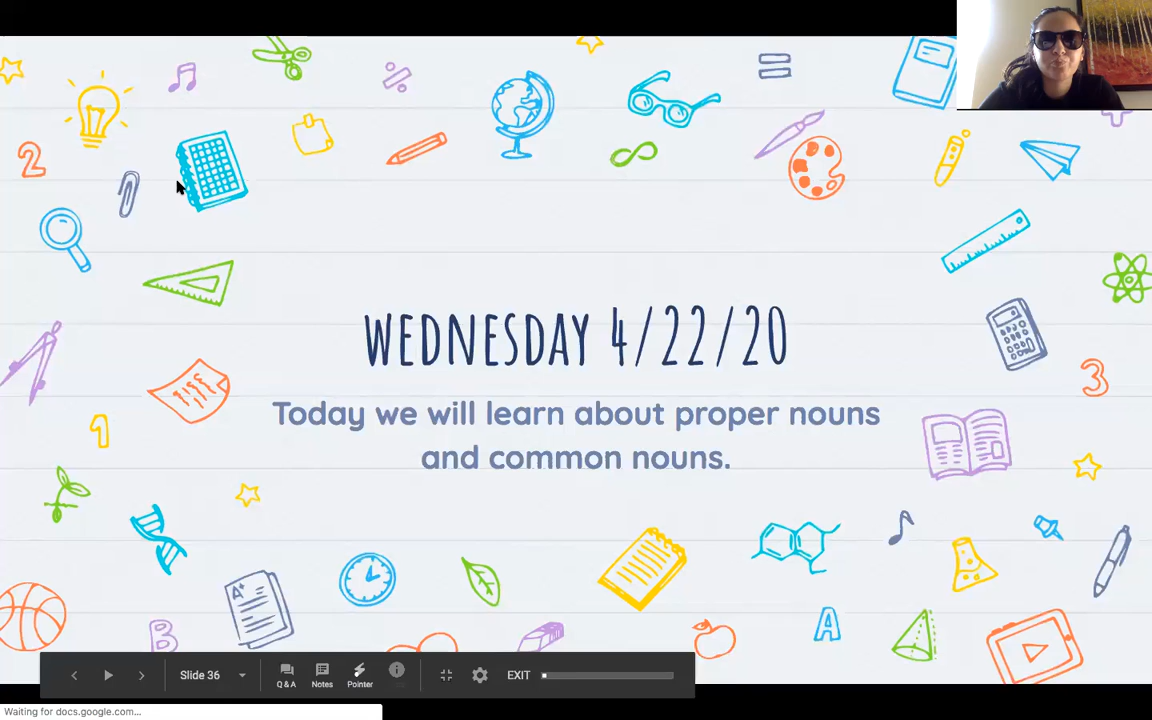 2
WEDNESDAY 4/22/20
3
Today we will learn about proper nouns
1
and common nouns.
A+
B
A
Slide 36
Q & A
Notes
Pointer
EXIT
Waiting for docs.google.com...